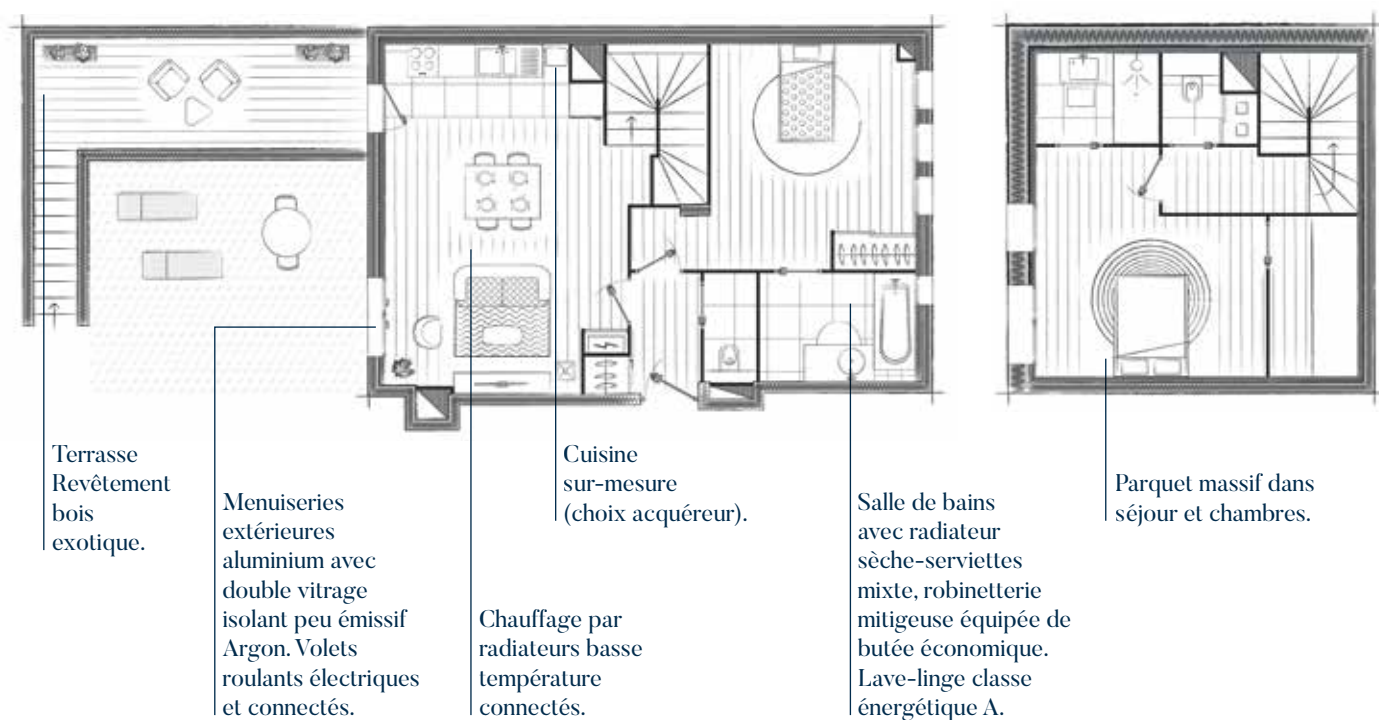 Terrasse
Revêtement
bois
exotique.
Menuiseries
extérieures
aluminium avec
double vitrage
isolant peu émissif
Argon. Volets
roulants électriques
et connectés.
Chauffage par
radiateurs basse
température
connectés.
Cuisine
sur-mesure
(choix acquéreur).
Salle de bains
avec radiateur
sèche-serviettes
mixte, robinetterie
mitigeuse équipée de
butée économique.
Lave-linge classe
énergétique A.
Parquet massif dans
séjour et chambres.